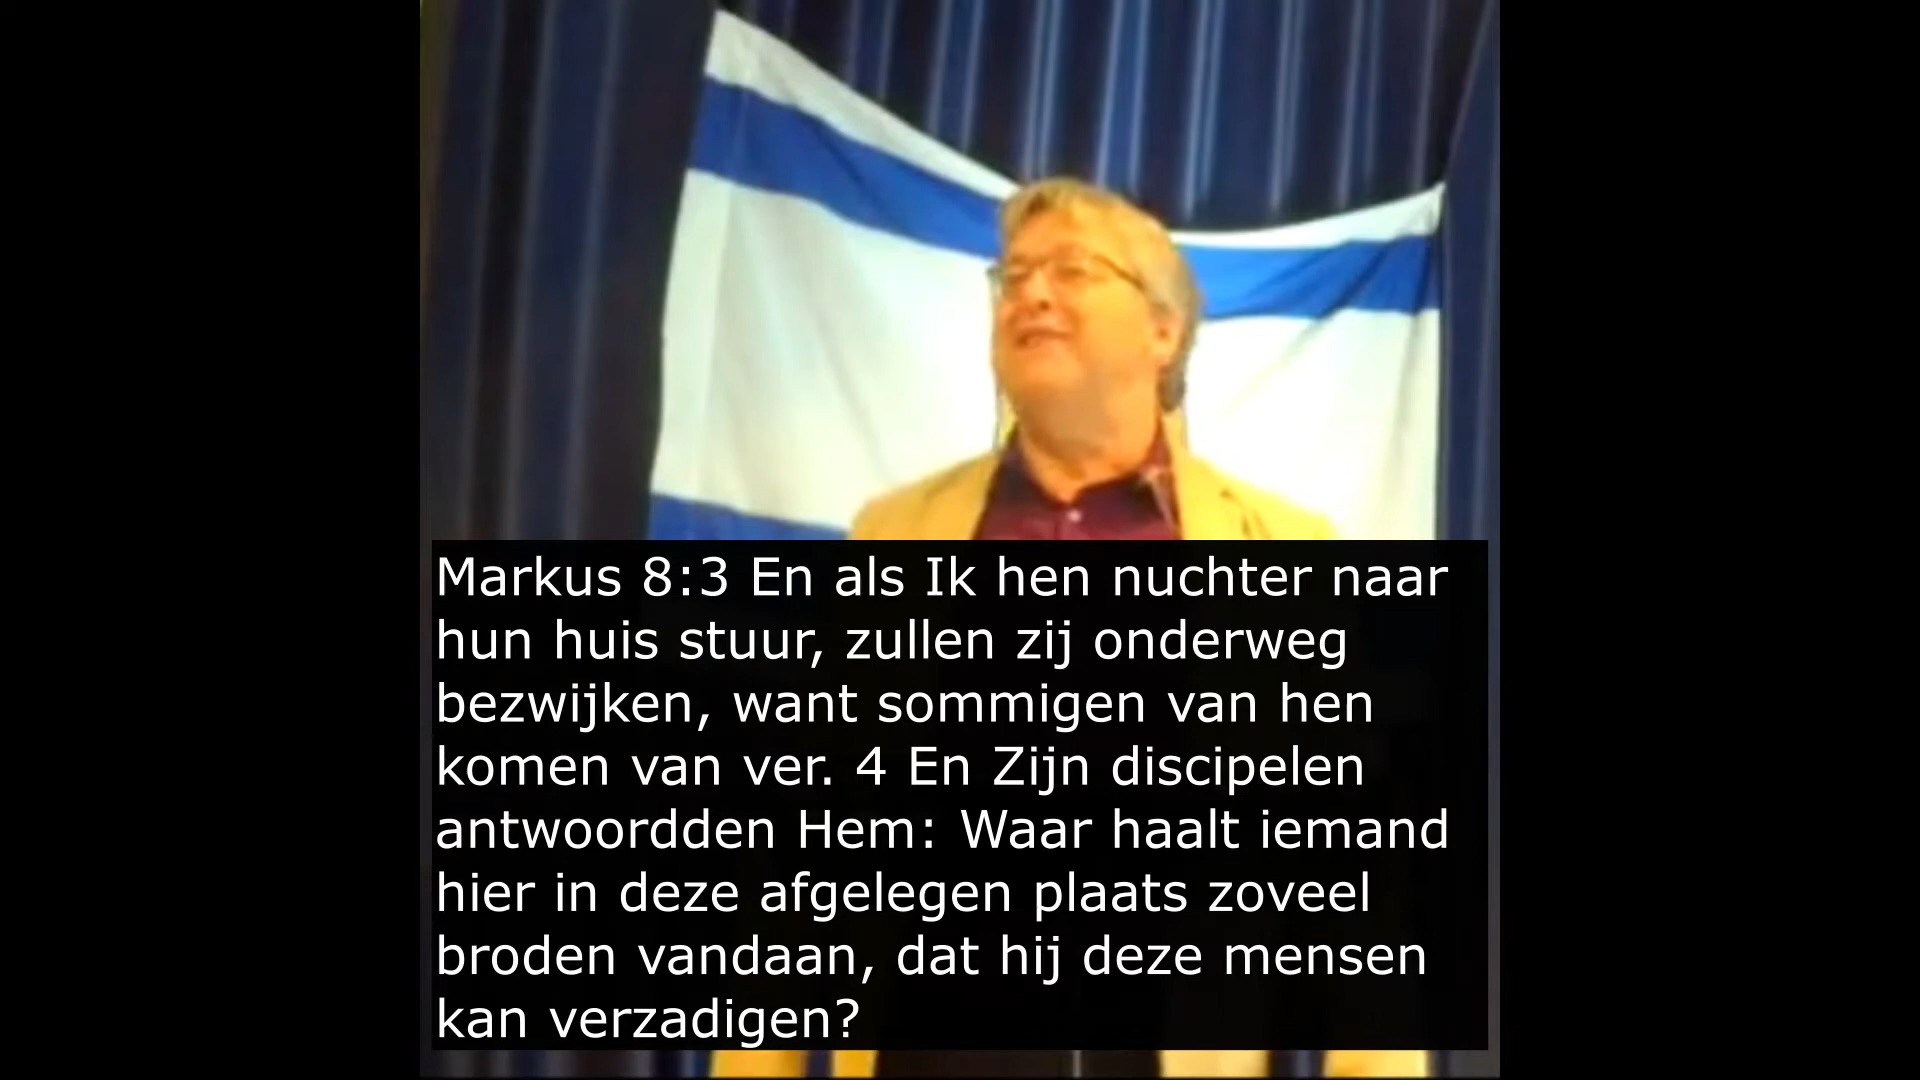 Markus 8:3 En als Ik hen nuchter naar
hun huis stuur, zullen zij onderweg
bezwijken, want sommigen van hen
komen van ver. 4 En Zijn discipelen
antwoordden Hem: Waar haalt iemand
hier in deze afgelegen plaats zoveel
broden vandaan, dat hij deze mensen
kan verzadigen?